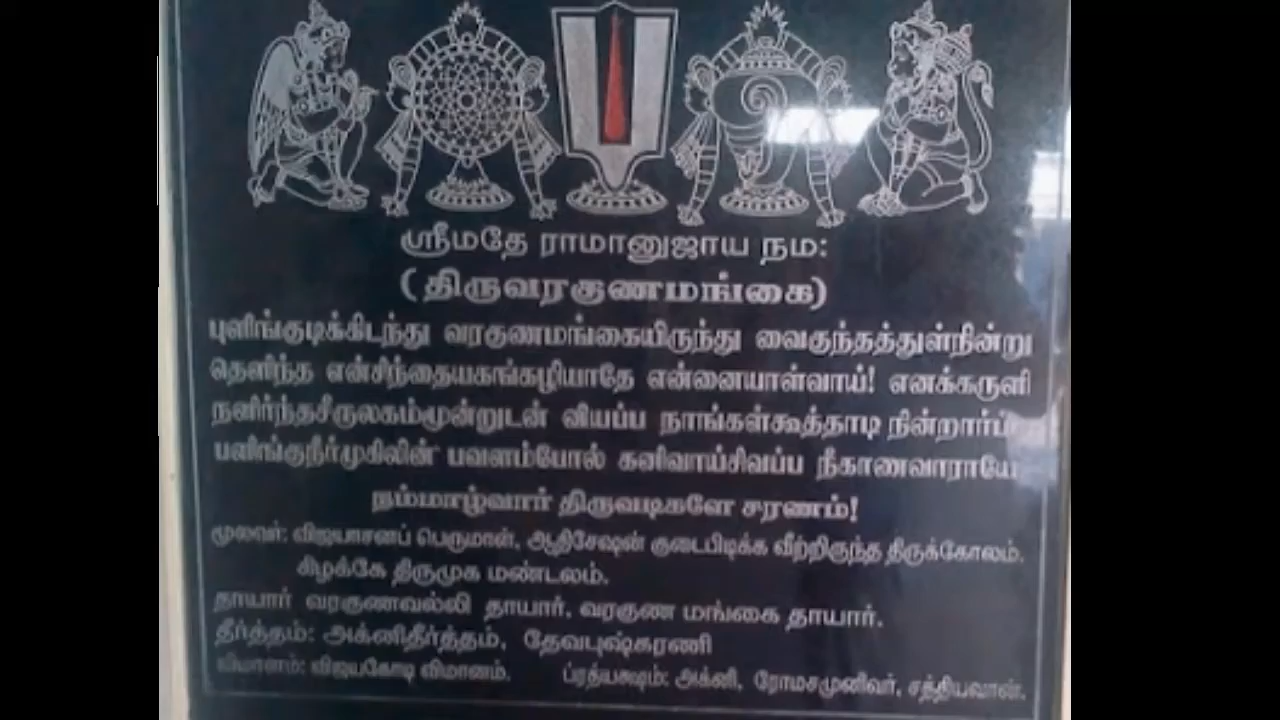 ஸ்ரீமதே ராமானுஜாய நம:
(திருவரகுணமங்கை)
புளிங்குடிக்கிடந்து வரகுணமங்கையிருந்து வைகுந்தத்துள்நின்று
தெளிந்த என்சிந்தையகங்கழியாதே என்னையாள்வாய்! எனக்கருளி
நளிர்ந்தசீருலகம்மூன்றுடன் வியப்ப நாங்கள்கூத்தாடி நின்றார்ப்ப
பளிங்குநீர்முகிலின் பவளம்போல் கனிவாய்சிவப்ப நீகாணவாராயே
நம்மாழ்வார் திருவடிகளே சரணம்!
மூலவர்: விஜயாசனப் பெருமாள், ஆதிசேஷன் குடைபிடிக்க வீற்றிருந்த திருக்கோலம்.
கிழக்கே திருமுக மண்டலம்.
தாயார் வரகுணவல்லி தாயார், வரகுண மங்கை தாயார்.
தீர்த்தம்: அக்னிதீர்த்தம், தேவபுஷ்கரணி
விமானம்: விஜயகோடி விமானம். ப்ரத்யக்ஷம்: அக்னி, ரோமசமுனிவர், சத்தியவான்.